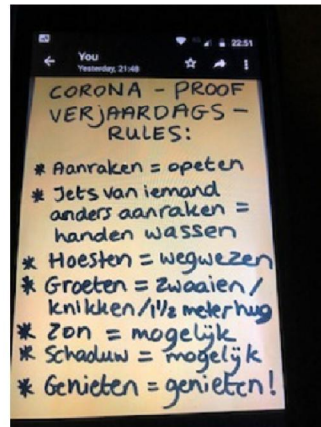 22:51
You
Yesterday, 21:48
CORONA - PROOF
VERJAARDAGS -
RULES:
* Aanraken = opeten
* Iets van iemand
anders aanraken =
handen wassen
* Hoesten = wegwezen
* Groeten = zwaaien /
knikken/1½ meter hug
* Zon = mogelijk
* Schaduw = mogelijk
* Genieten = genieten!